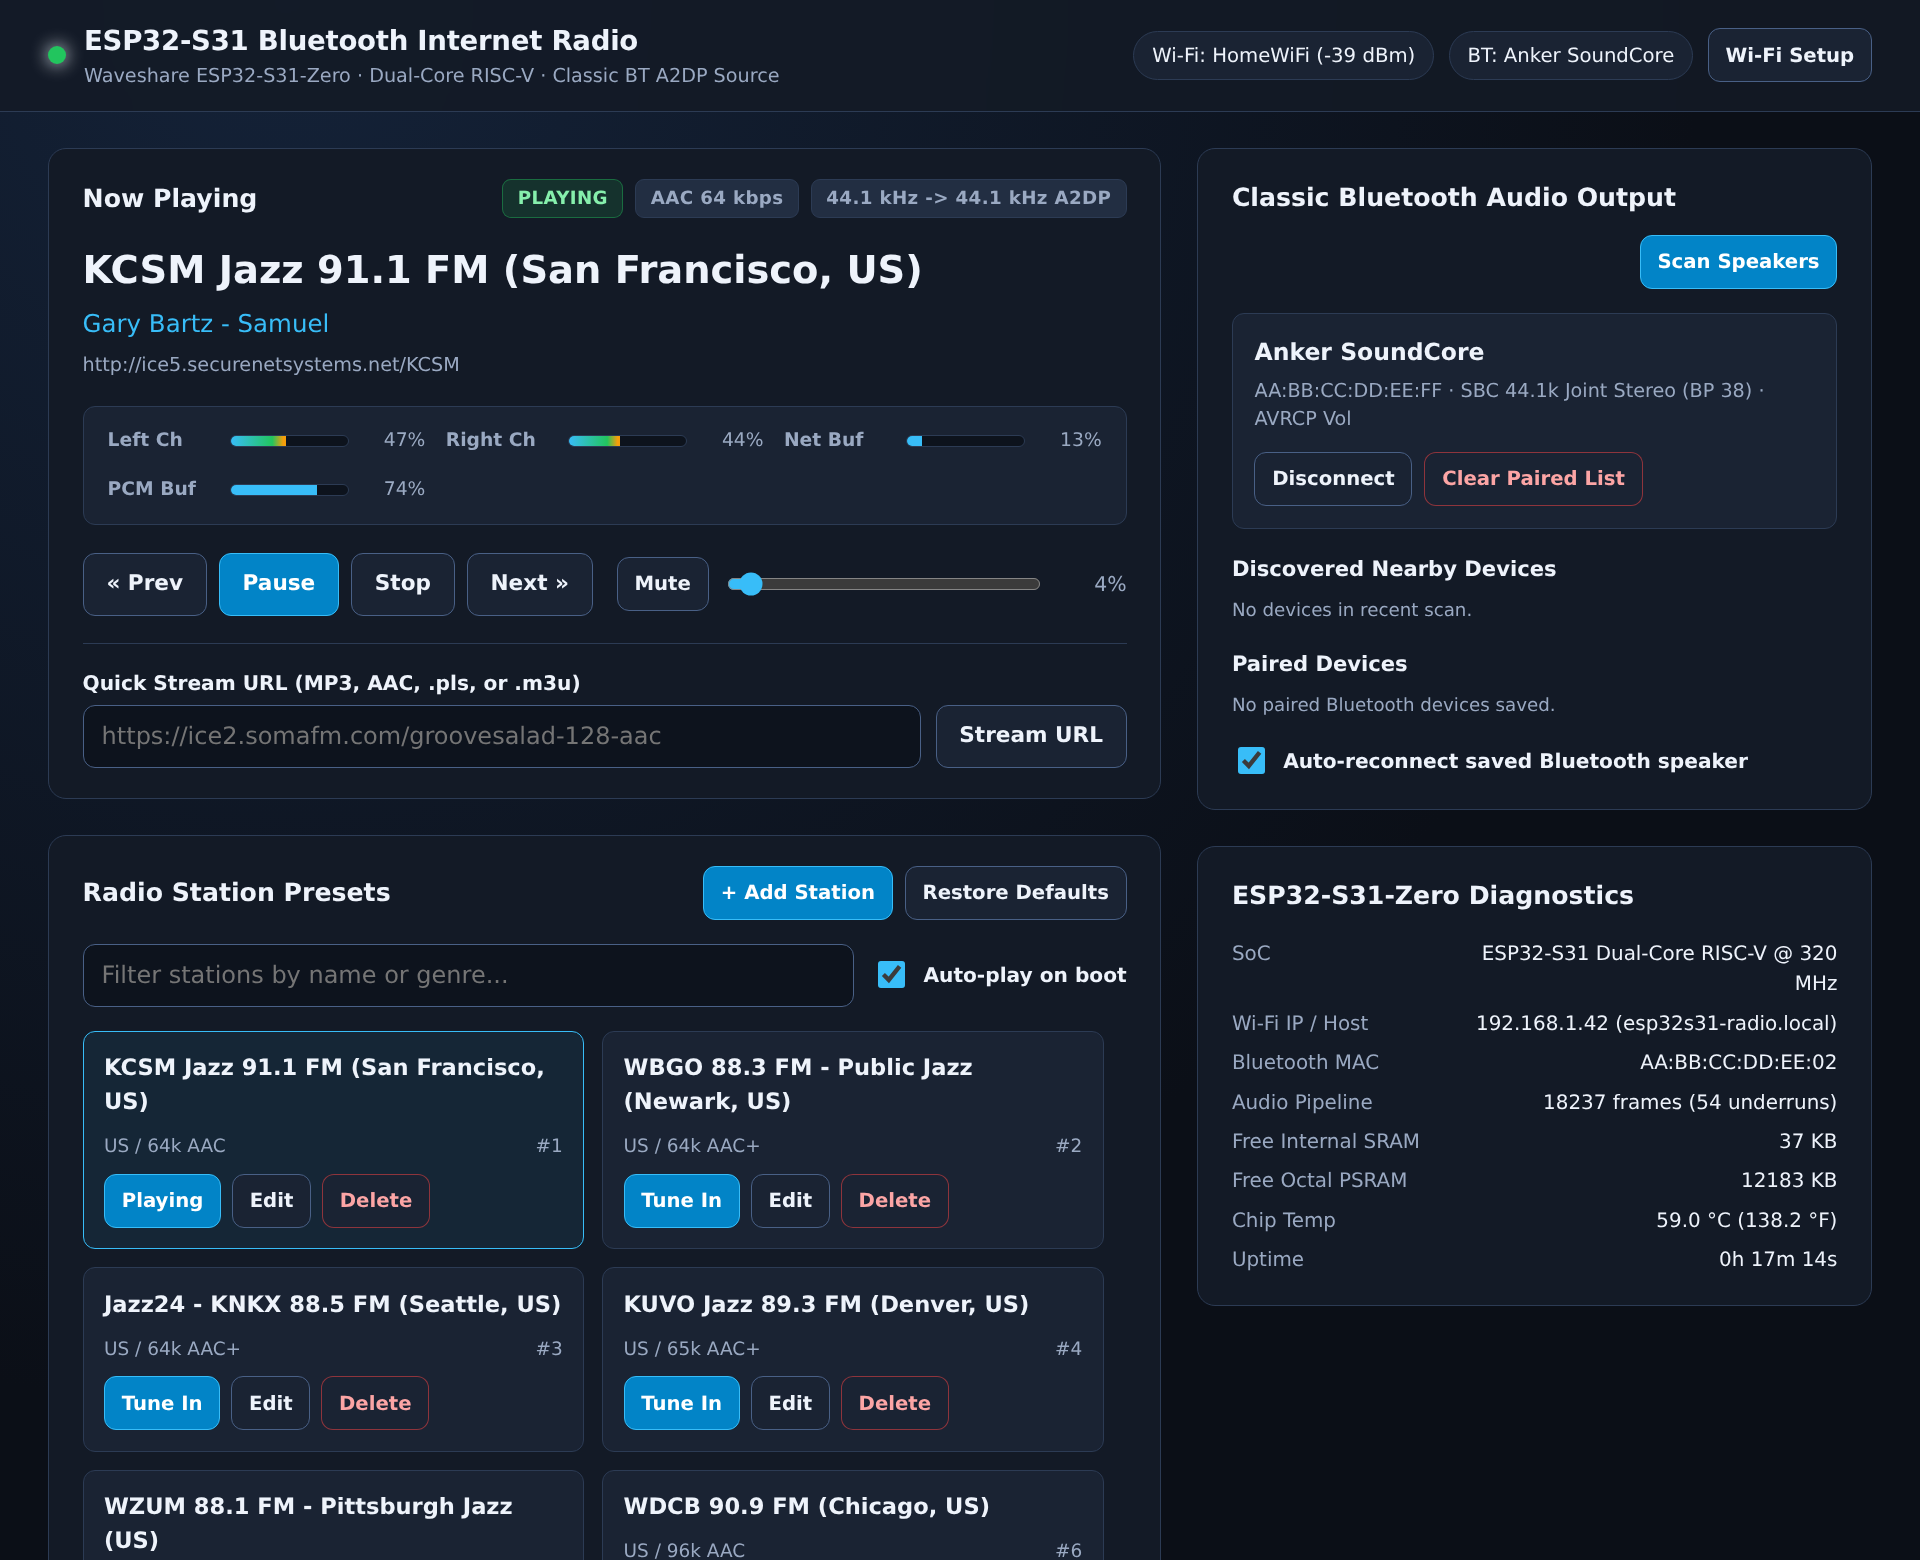 ESP32-S31 Bluetooth Internet Radio
Waveshare ESP32-S31-Zero · Dual-Core RISC-V · Classic BT A2DP Source
Wi-Fi: HomeWiFi (-39 dBm)
BT: Anker SoundCore
Wi-Fi Setup
Now Playing
PLAYING
AAC 64 kbps
44.1 kHz -> 44.1 kHz A2DP
KCSM Jazz 91.1 FM (San Francisco, US)
Gary Bartz - Samuel
http://ice5.securenetsystems.net/KCSM
Left Ch 47% Right Ch 44% Net Buf 13%
PCM Buf 74%
« Prev
Pause
Stop
Next »
Mute
4%
Quick Stream URL (MP3, AAC, .pls, or .m3u)
https://ice2.somafm.com/groovesalad-128-aac
Stream URL
Classic Bluetooth Audio Output
Scan Speakers
Anker SoundCore
AA:BB:CC:DD:EE:FF · SBC 44.1k Joint Stereo (BP 38) ·
AVRCP Vol
Disconnect
Clear Paired List
Discovered Nearby Devices
No devices in recent scan.
Paired Devices
No paired Bluetooth devices saved.
Auto-reconnect saved Bluetooth speaker
Radio Station Presets
+ Add Station
Restore Defaults
Filter stations by name or genre...
Auto-play on boot
KCSM Jazz 91.1 FM (San Francisco,
US)
US / 64k AAC #1
Playing Edit Delete
WBGO 88.3 FM - Public Jazz
(Newark, US)
US / 64k AAC+ #2
Tune In Edit Delete
Jazz24 - KNKX 88.5 FM (Seattle, US)
US / 64k AAC+ #3
Tune In Edit Delete
KUVO Jazz 89.3 FM (Denver, US)
US / 65k AAC+ #4
Tune In Edit Delete
WZUM 88.1 FM - Pittsburgh Jazz
(US)
WDCB 90.9 FM (Chicago, US)
US / 96k AAC #6
ESP32-S31-Zero Diagnostics
SoC ESP32-S31 Dual-Core RISC-V @ 320
MHz
Wi-Fi IP / Host 192.168.1.42 (esp32s31-radio.local)
Bluetooth MAC AA:BB:CC:DD:EE:02
Audio Pipeline 18237 frames (54 underruns)
Free Internal SRAM 37 KB
Free Octal PSRAM 12183 KB
Chip Temp 59.0 °C (138.2 °F)
Uptime 0h 17m 14s